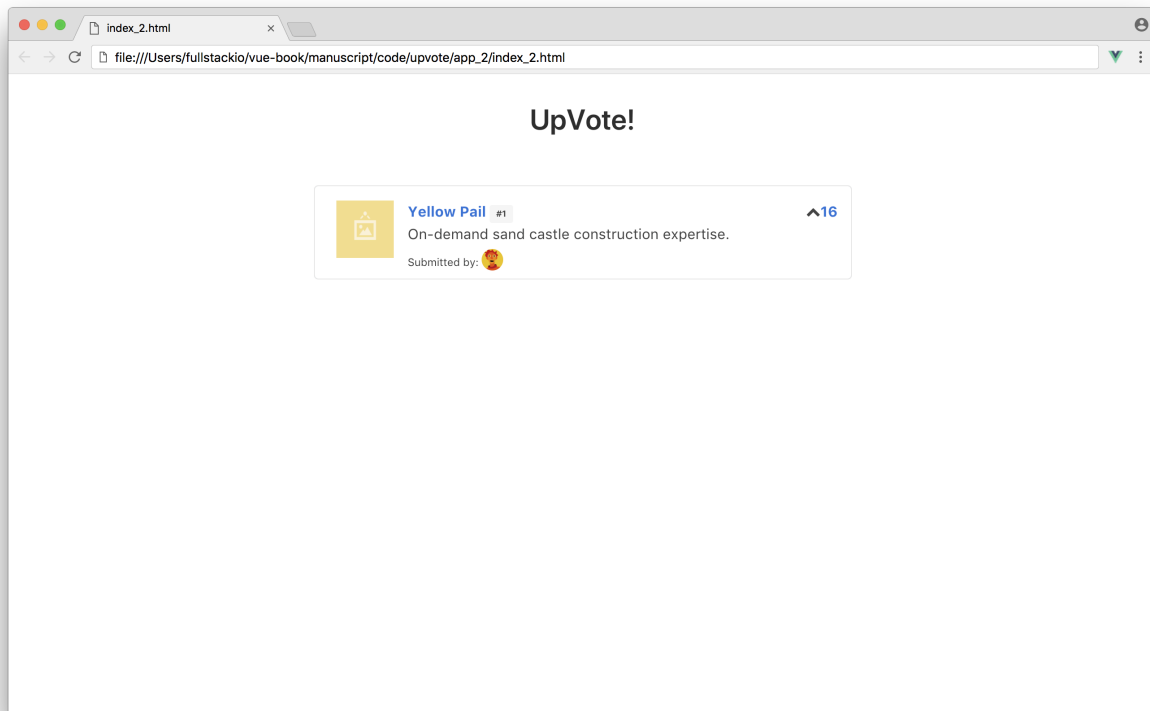 index_2.html
file:///Users/fullstackio/vue-book/manuscript/code/upvote/app_2/index_2.html
UpVote!
Yellow Pail #1 16
On-demand sand castle construction expertise.
Submitted by: